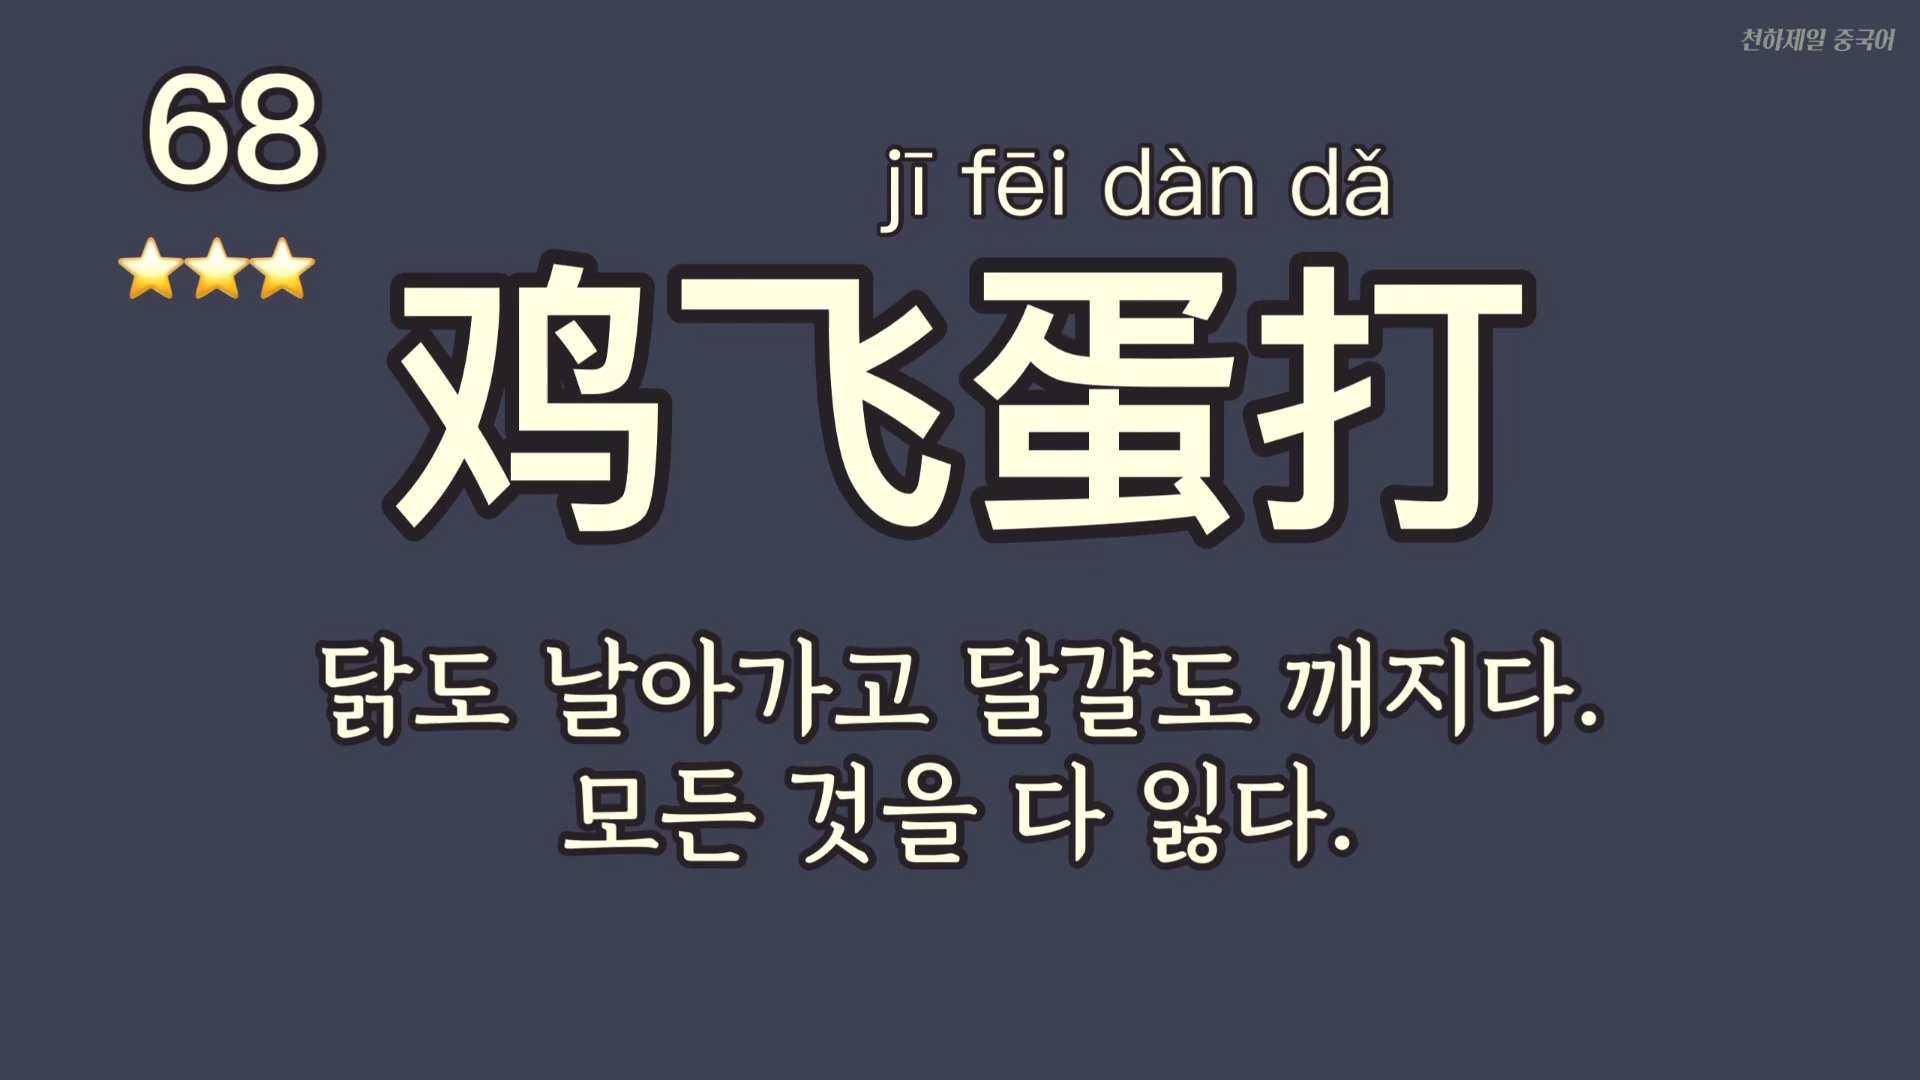 천하제일 중국어
68
jī fēi dàn dǎ
⭐⭐⭐
鸡飞蛋打
닭도 날아가고 달걀도 깨지다.
모든 것을 다 잃다.